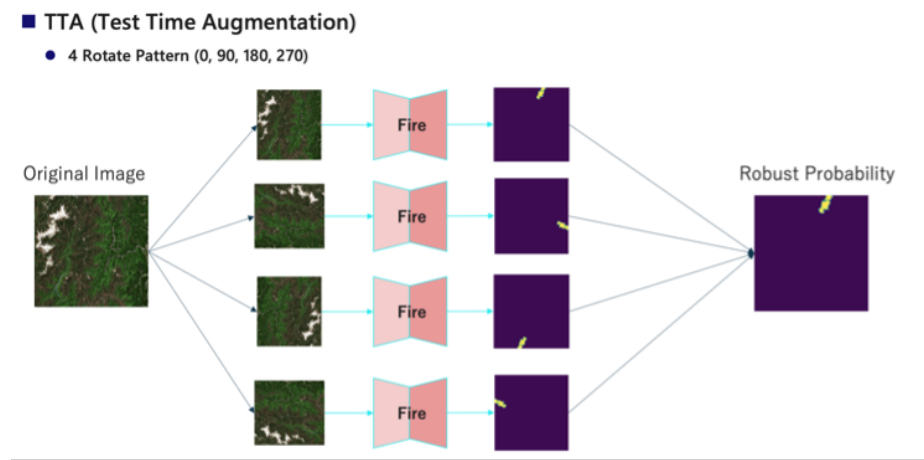 TTA (Test Time Augmentation)
4 Rotate Pattern (0, 90, 180, 270)
Original Image
Fire
Fire
Fire
Fire
Robust Probability